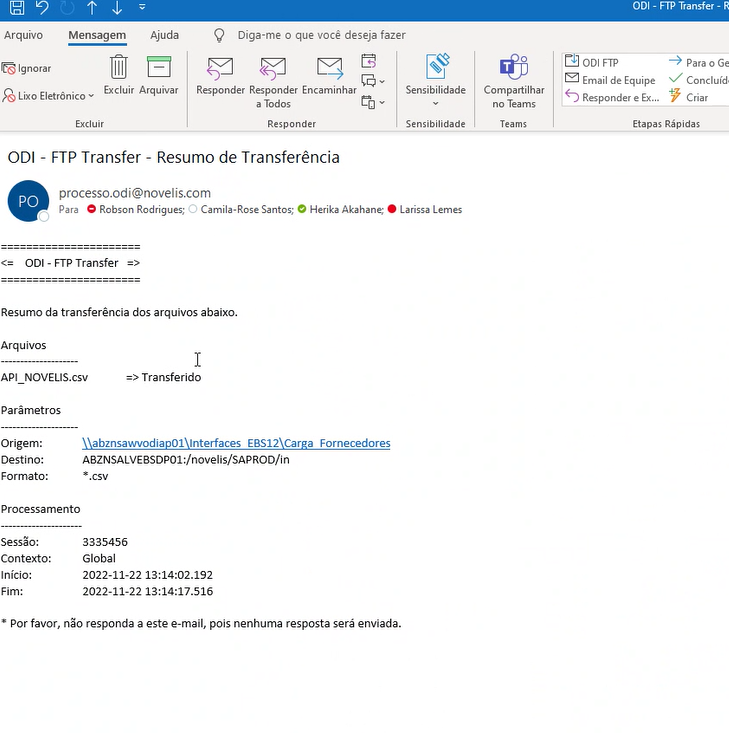 ODI - FTP Transfer - R
Arquivo Mensagem Ajuda Diga-me o que você deseja fazer
Ignorar
Lixo Eletrônico
Excluir
Arquivar
Excluir
Responder
Responder a Todos
Encaminhar
Responder
Sensibilidade
Sensibilidade
Compartilhar no Teams
Teams
ODI FTP
Email de Equipe
Responder e Ex...
Para o Ge
Concluíd
Criar
Etapas Rápidas
ODI - FTP Transfer - Resumo de Transferência
PO
processo.odi@novelis.com
Para Robson Rodrigues; Camila-Rose Santos; Herika Akahane; Larissa Lemes
======================
<= ODI - FTP Transfer =>
======================
Resumo da transferência dos arquivos abaixo.
Arquivos
--------------------
API_NOVELIS.csv => Transferido
Parâmetros
--------------------
Origem: \\abznsawvodiap01\Interfaces_EBS12\Carga_Fornecedores
Destino: ABZNSALVEBSDP01:/novelis/SAPROD/in
Formato: *.csv
Processamento
---------------------
Sessão: 3335456
Contexto: Global
Início: 2022-11-22 13:14:02.192
Fim: 2022-11-22 13:14:17.516
* Por favor, não responda a este e-mail, pois nenhuma resposta será enviada.